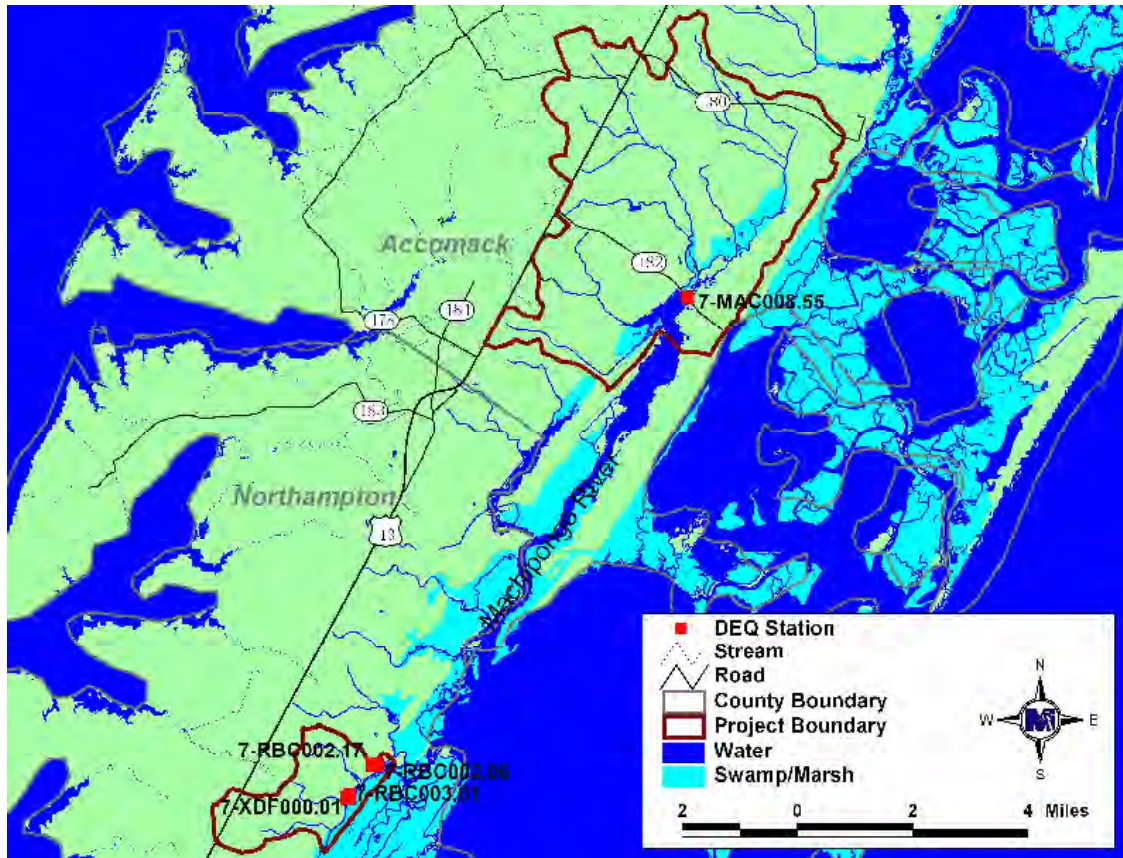 180
Accomack
182
7-MAC008.55
181
178
183
Northampton
13
Machipongo River
7-RBC002.17
7-RBC002.06
7-RBC003.01
7-XDF000.01
DEQ Station
Stream
Road
County Boundary
Project Boundary
Water
Swamp/Marsh
N
W
E
S
M
2 0 2 4 Miles